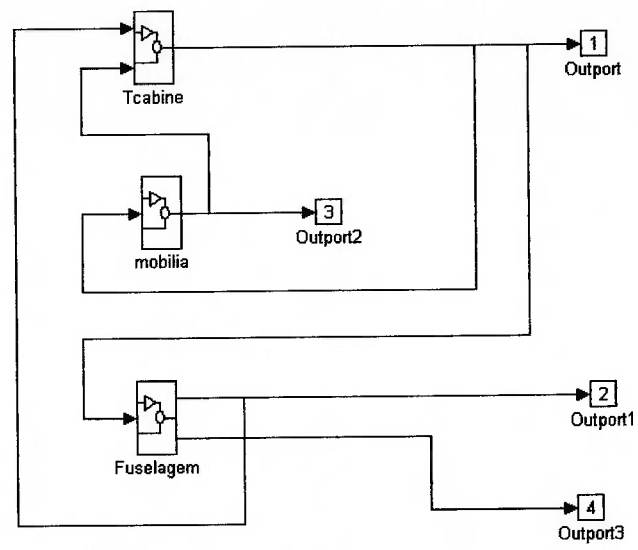 1
Outport
Tcabine
3
Outport2
mobilia
2
Outport1
Fuselagem
4
Outport3